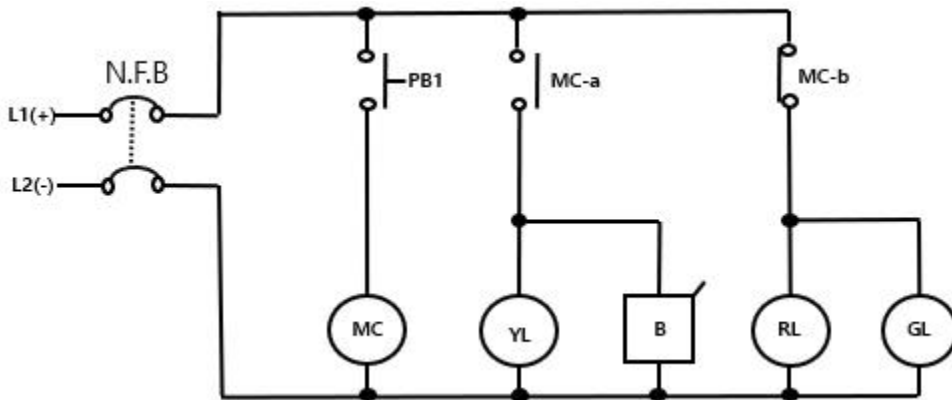 N.F.B
L1(+)
L2(-)
PB1
MC-a
MC-b
MC
YL
B
RL
GL